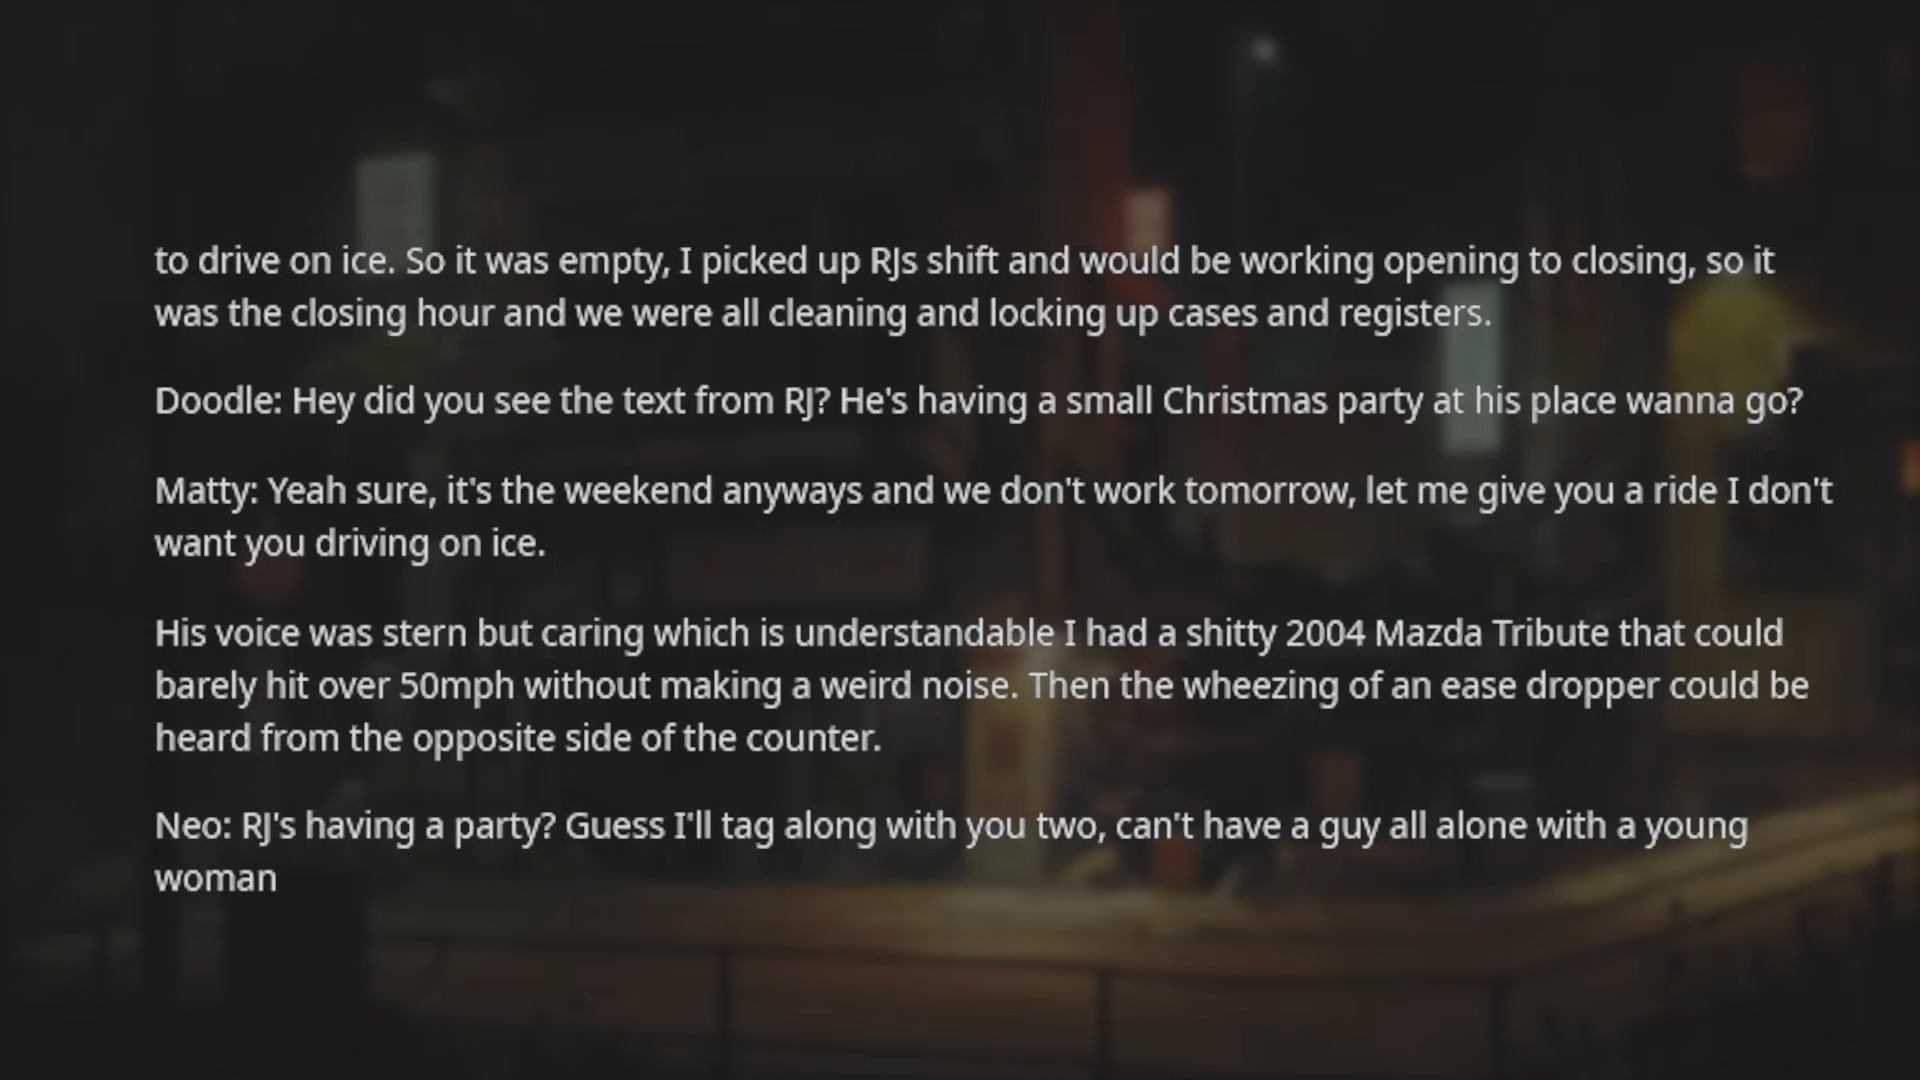 to drive on ice. So it was empty, I picked up RJs shift and would be working opening to closing, so it
was the closing hour and we were all cleaning and locking up cases and registers.
Doodle: Hey did you see the text from RJ? He's having a small Christmas party at his place wanna go?
Matty: Yeah sure, it's the weekend anyways and we don't work tomorrow, let me give you a ride I don't
want you driving on ice.
His voice was stern but caring which is understandable I had a shitty 2004 Mazda Tribute that could
barely hit over 50mph without making a weird noise. Then the wheezing of an ease dropper could be
heard from the opposite side of the counter.
Neo: RJ's having a party? Guess I'll tag along with you two, can't have a guy all alone with a young
woman